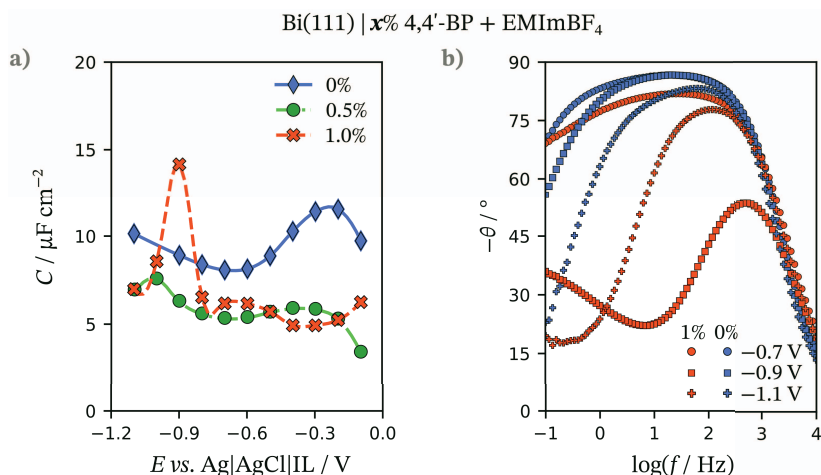 Bi(111) | x% 4,4'-BP + EMImBF₄
a)
C / μF cm⁻²
20
15
10
5
0
0%
0.5%
1.0%
−1.2 −0.9 −0.6 −0.3 0.0
E vs. Ag|AgCl|IL / V
b)
−θ / °
90
75
60
45
30
15
0
1% 0%
−0.7 V
−0.9 V
−1.1 V
−1 0 1 2 3 4
log(f / Hz)